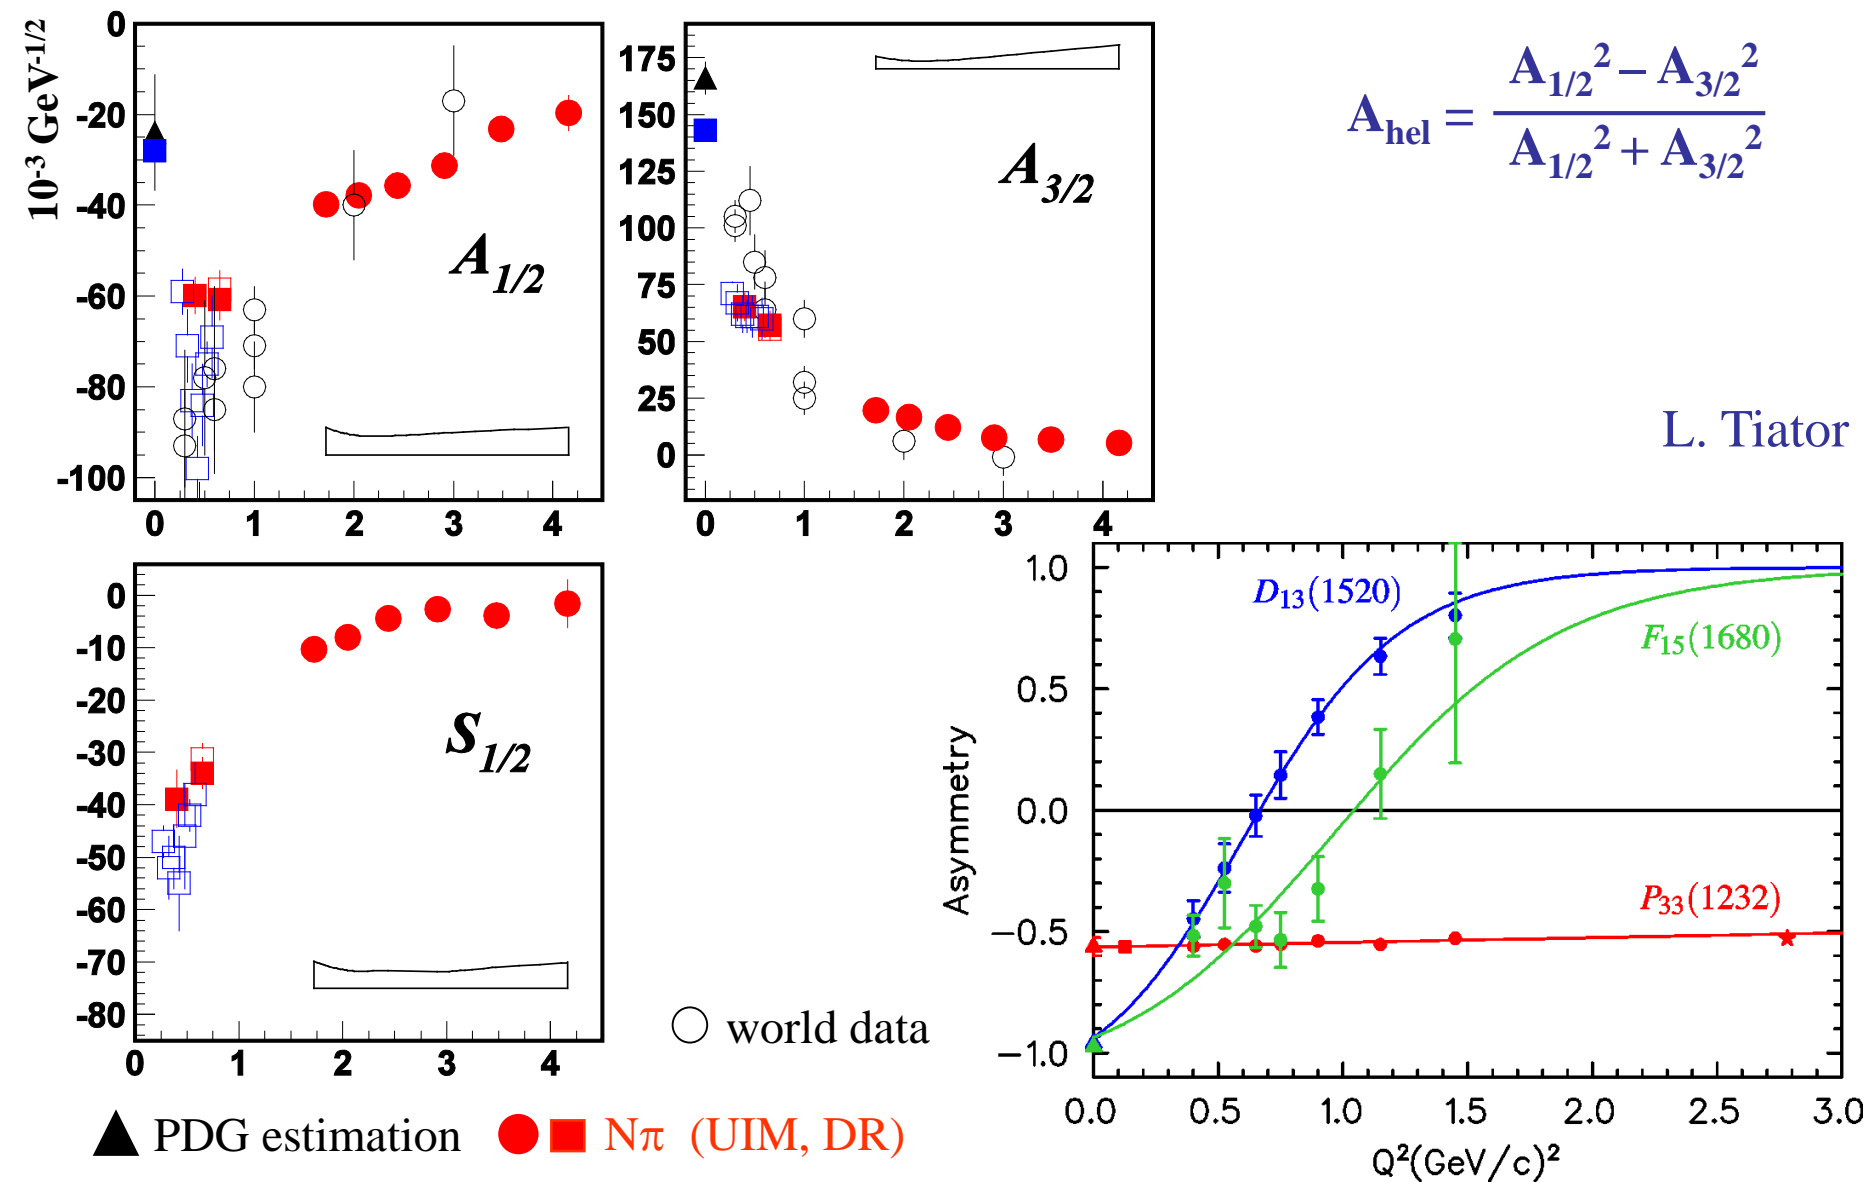 10⁻³ GeV⁻¹/²
0
-20
-40
-60
-80
-100
A₁/₂
0 1 2 3 4
175
150
125
100
75
50
25
0
A₃/₂
0 1 2 3 4
Aₕₑₗ = (A₁/₂² – A₃/₂²) / (A₁/₂² + A₃/₂²)
L. Tiator
0
-10
-20
-30
-40
-50
-60
-70
-80
S₁/₂
0 1 2 3 4
world data
PDG estimation
Nπ (UIM, DR)
Asymmetry
1.0
0.5
0.0
−0.5
−1.0
D₁₃(1520)
F₁₅(1680)
P₃₃(1232)
0.0 0.5 1.0 1.5 2.0 2.5 3.0
Q²(GeV/c)²